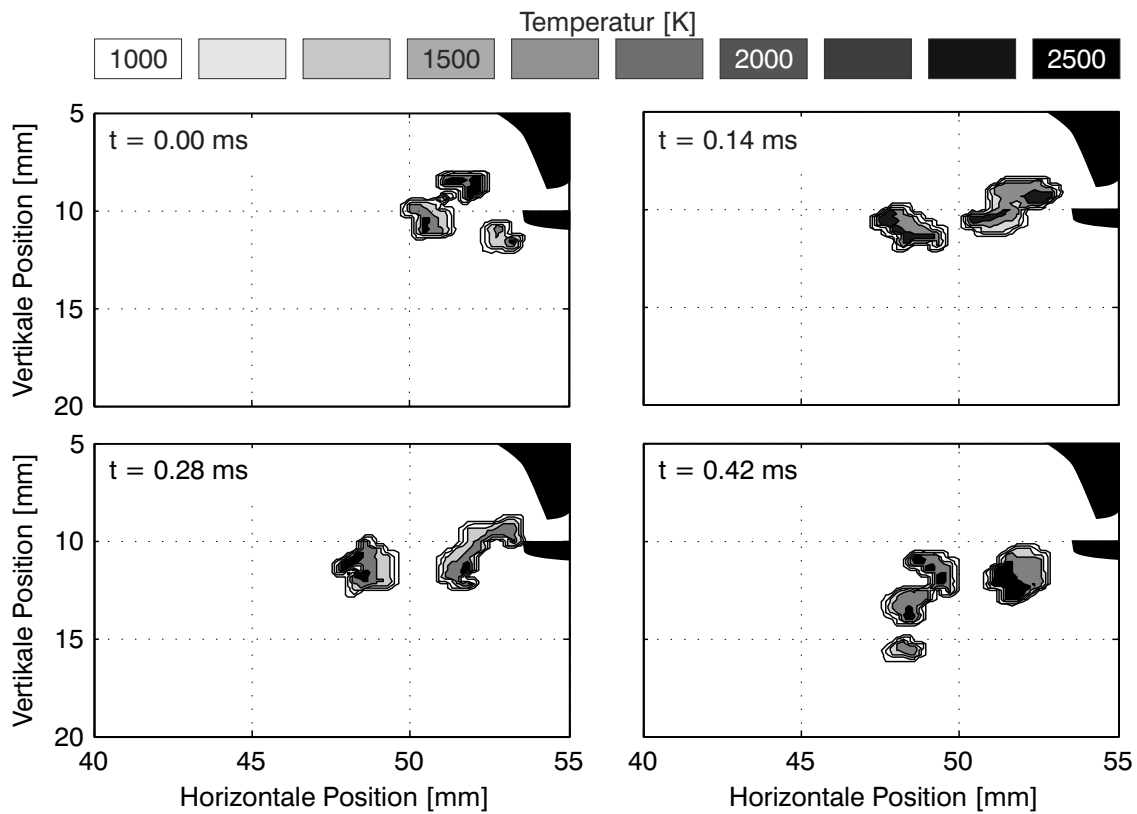 Temperatur [K]
1000 1500 2000 2500
t = 0.00 ms
t = 0.14 ms
5
10
15
20
Vertikale Position [mm]
t = 0.28 ms
t = 0.42 ms
5
10
15
20
Vertikale Position [mm]
40 45 50 55
40 45 50 55
Horizontale Position [mm]
Horizontale Position [mm]